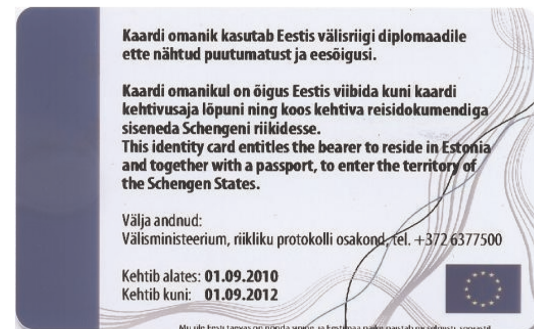 Kaardi omanik kasutab Eestis välisriigi diplomaadile
ette nähtud puutumatust ja eesõigusi.
Kaardi omanikul on õigus Eestis viibida kuni kaardi
kehtivusaja lõpuni ning koos kehtiva reisidokumendiga
siseneda Schengeni riikidesse.
This identity card entitles the bearer to reside in Estonia
and together with a passport, to enter the territory of
the Schengen States.
Välja andnud:
Välisministeerium, riikliku protokolli osakond, tel. +372 6377500
Kehtib alates: 01.09.2010
Kehtib kuni: 01.09.2012